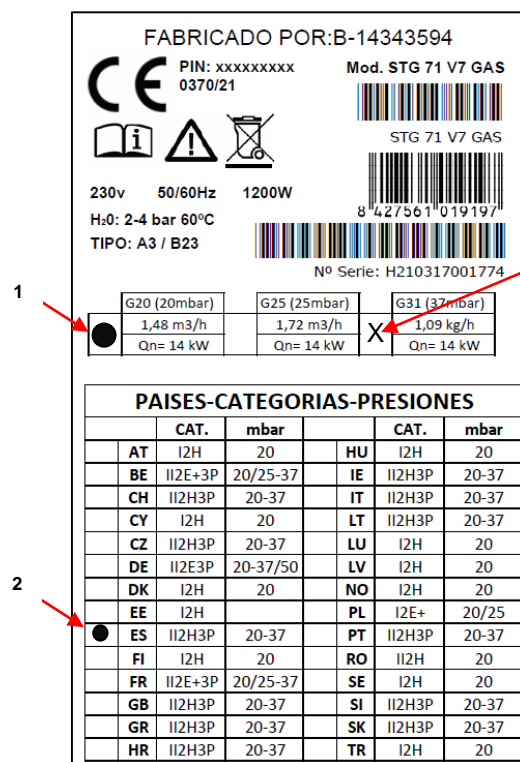 FABRICADO POR:B-14343594
CE PIN: xxxxxxxxx Mod. STG 71 V7 GAS
0370/21
STG 71 V7 GAS
i
230v 50/60Hz 1200W
8 427561 019197
H₂0: 2-4 bar 60ºC
TIPO: A3 / B23
Nº Serie: H210317001774
1
G20 (20mbar) G25 (25mbar) G31 (37mbar)
1,48 m3/h 1,72 m3/h X 1,09 kg/h
Qn= 14 kW Qn= 14 kW Qn= 14 kW
PAISES-CATEGORIAS-PRESIONES
CAT. mbar CAT. mbar
AT I2H 20 HU I2H 20
BE II2E+3P 20/25-37 IE II2H3P 20-37
CH II2H3P 20-37 IT II2H3P 20-37
CY I2H 20 LT II2H3P 20-37
CZ II2H3P 20-37 LU I2H 20
DE II2E3P 20-37/50 LV I2H 20
2
DK I2H 20 NO I2H 20
EE I2H PL I2E+ 20/25
ES II2H3P 20-37 PT II2H3P 20-37
FI I2H 20 RO II2H 20
FR II2E+3P 20/25-37 SE I2H 20
GB II2H3P 20-37 SI II2H3P 20-37
GR II2H3P 20-37 SK II2H3P 20-37
HR II2H3P 20-37 TR I2H 20